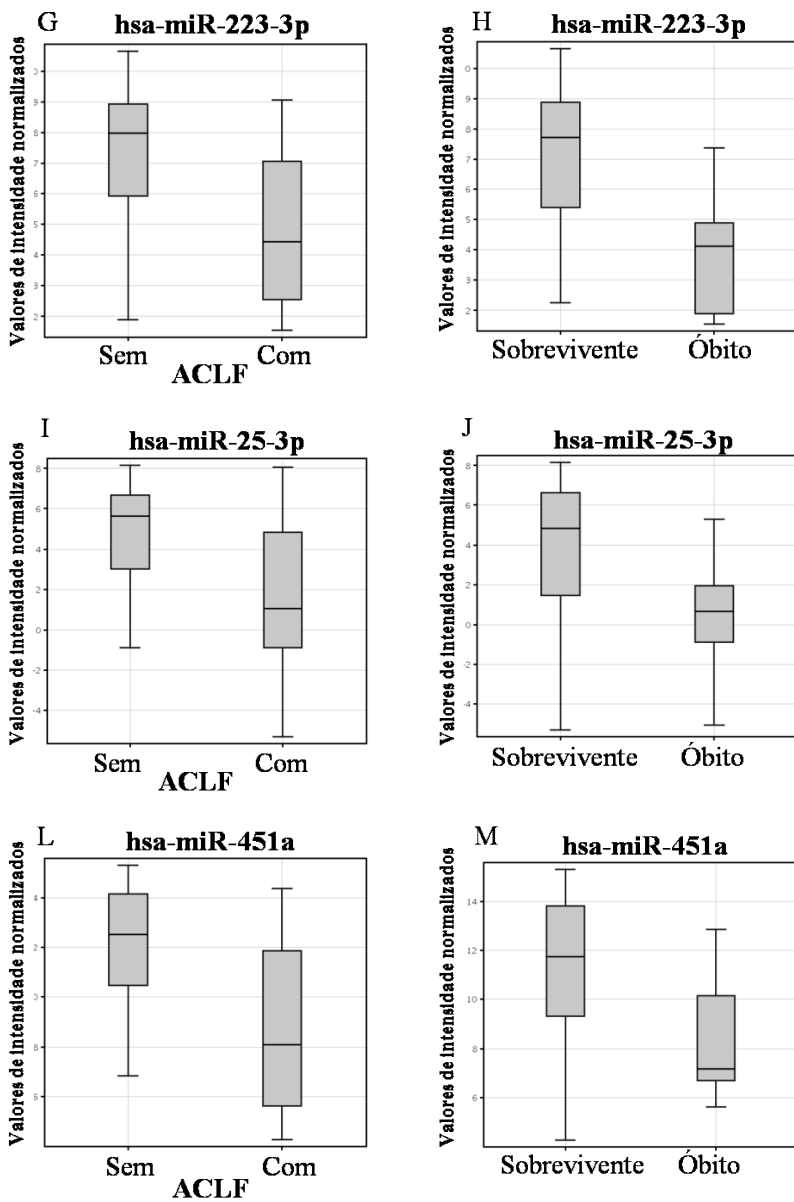 G
hsa-miR-223-3p
Valores de intensidade normalizados
0
9
8
7
6
5
4
3
2
Sem
Com
ACLF
H
hsa-miR-223-3p
Valores de intensidade normalizados
0
9
8
7
6
5
4
3
2
Sobrevivente
Óbito
I
hsa-miR-25-3p
Valores de intensidade normalizados
8
6
4
2
0
-2
-4
Sem
Com
ACLF
J
hsa-miR-25-3p
Valores de intensidade normalizados
8
6
4
2
0
-2
-4
Sobrevivente
Óbito
L
hsa-miR-451a
Valores de intensidade normalizados
4
2
0
8
6
Sem
Com
ACLF
M
hsa-miR-451a
Valores de intensidade normalizados
14
12
10
8
6
Sobrevivente
Óbito